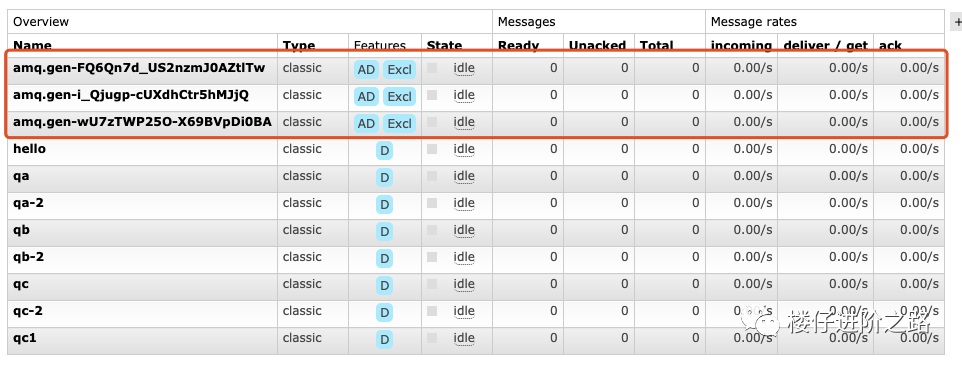 Overview Messages Message rates +
Name Type Features State Ready Unacked Total incoming deliver / get ack
amq.gen-FQ6Qn7d_US2nzmJ0AZtlTw classic AD Excl idle 0 0 0 0.00/s 0.00/s 0.00/s
amq.gen-i_Qjugp-cUXdhCtr5hMJjQ classic AD Excl idle 0 0 0 0.00/s 0.00/s 0.00/s
amq.gen-wU7zTWP25O-X69BVpDi0BA classic AD Excl idle 0 0 0 0.00/s 0.00/s 0.00/s
hello classic D idle 0 0 0 0.00/s 0.00/s 0.00/s
qa classic D idle 0 0 0 0.00/s 0.00/s 0.00/s
qa-2 classic D idle 0 0 0 0.00/s 0.00/s 0.00/s
qb classic D idle 0 0 0 0.00/s 0.00/s 0.00/s
qb-2 classic D idle 0 0 0 0.00/s 0.00/s 0.00/s
qc classic D idle 0 0 0 0.00/s 0.00/s 0.00/s
qc-2 classic D idle 0 0 0 0.00/s 0.00/s 0.00/s
楼仔进阶之路
qc1 classic D idle 0 0 0 0.00/s 0.00/s 0.00/s